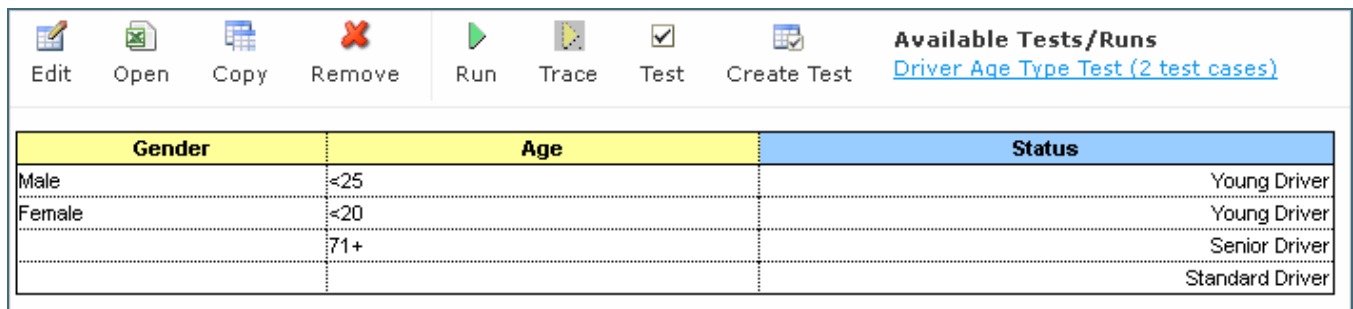 Edit Open Copy Remove Run Trace Test Create Test
Available Tests/Runs
Driver Age Type Test (2 test cases)
Gender Age Status
Male <25 Young Driver
Female <20 Young Driver
71+ Senior Driver
Standard Driver